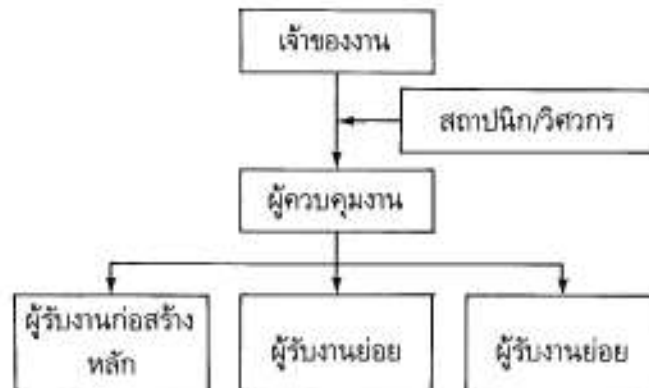 เจ้าของงาน
สถาปนิก/วิศวกร
ผู้ควบคุมงาน
ผู้รับงานก่อสร้าง
หลัก
ผู้รับงานย่อย
ผู้รับงานย่อย